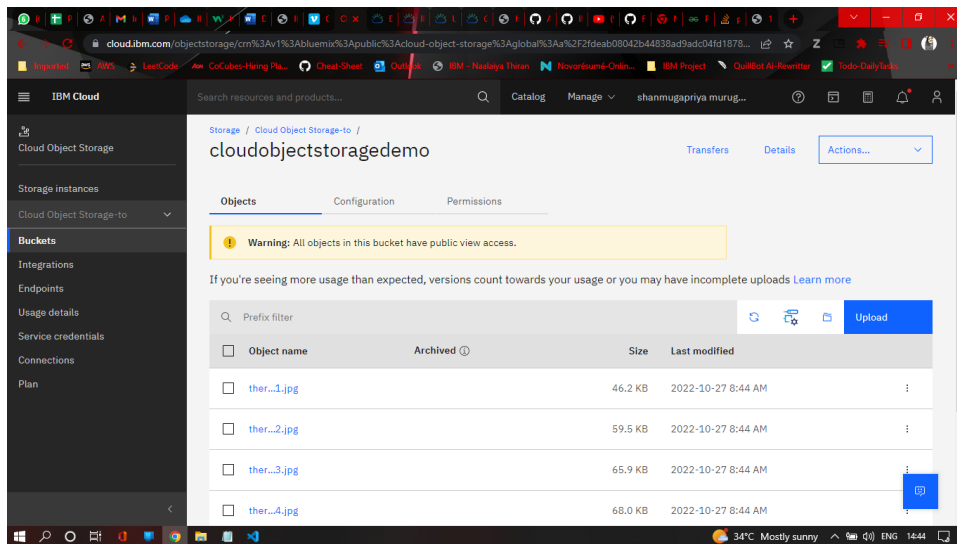 cloud.ibm.com/objectstorage/crn%3Av1%3Abluemix%3Apublic%3Acloud-object-storage%3Aglobal%3Aa%2F2fdeab08042b44838ad9adc04fd1878...
Imported AWS LeetCode CoCubes-Hiring Pla... Cheat-Sheet Outlook IBM - Naalaiya Thiran Novorésumé-Onlin... IBM Project QuillBot AI-Rewritter Todo-DailyTasks
IBM Cloud
Search resources and products...
Catalog
Manage
shanmugapriya murug...
Cloud Object Storage
Storage instances
Cloud Object Storage-to
Buckets
Integrations
Endpoints
Usage details
Service credentials
Connections
Plan
Storage / Cloud Object Storage-to /
cloudobjectstoragedemo
Transfers
Details
Actions...
Objects
Configuration
Permissions
Warning: All objects in this bucket have public view access.
If you're seeing more usage than expected, versions count towards your usage or you may have incomplete uploads Learn more
Prefix filter
Upload
Object name Archived Size Last modified
ther...1.jpg 46.2 KB 2022-10-27 8:44 AM
ther...2.jpg 59.5 KB 2022-10-27 8:44 AM
ther...3.jpg 65.9 KB 2022-10-27 8:44 AM
ther...4.jpg 68.0 KB 2022-10-27 8:44 AM
34°C Mostly sunny ENG 14:44